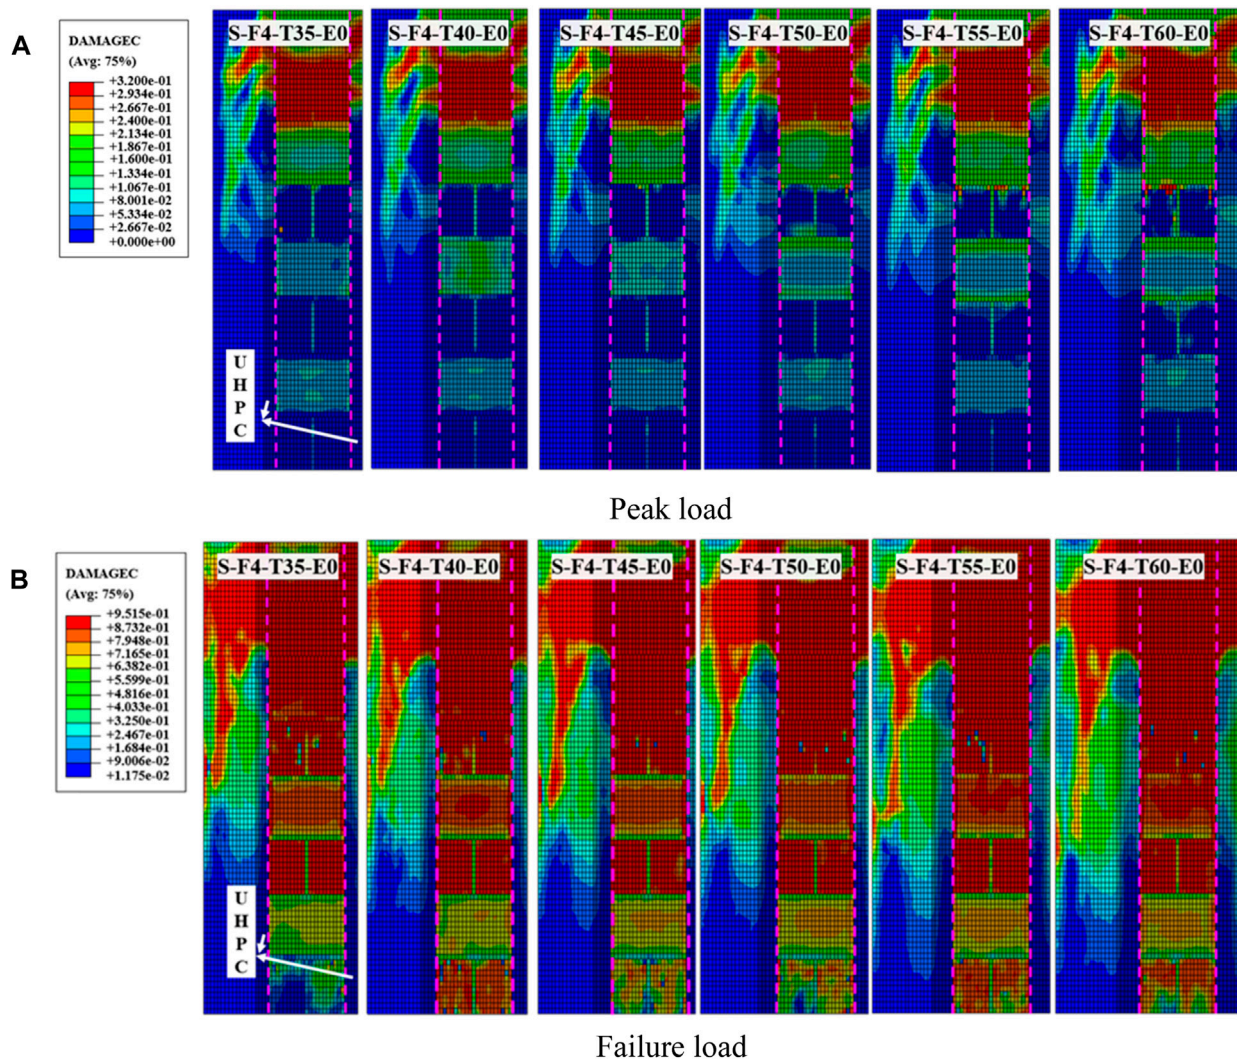 A
DAMAGEC
(Avg: 75%)
+3.200e-01
+2.934e-01
+2.667e-01
+2.400e-01
+2.134e-01
+1.867e-01
+1.600e-01
+1.334e-01
+1.067e-01
+8.001e-02
+5.334e-02
+2.667e-02
+0.000e+00
S-F4-T35-E0
S-F4-T40-E0
S-F4-T45-E0
S-F4-T50-E0
S-F4-T55-E0
S-F4-T60-E0
U
H
P
C
Peak load
B
DAMAGEC
(Avg: 75%)
+9.515e-01
+8.732e-01
+7.948e-01
+7.165e-01
+6.382e-01
+5.599e-01
+4.816e-01
+4.033e-01
+3.250e-01
+2.467e-01
+1.684e-01
+9.006e-02
+1.175e-02
S-F4-T35-E0
S-F4-T40-E0
S-F4-T45-E0
S-F4-T50-E0
S-F4-T55-E0
S-F4-T60-E0
U
H
P
C
Failure load